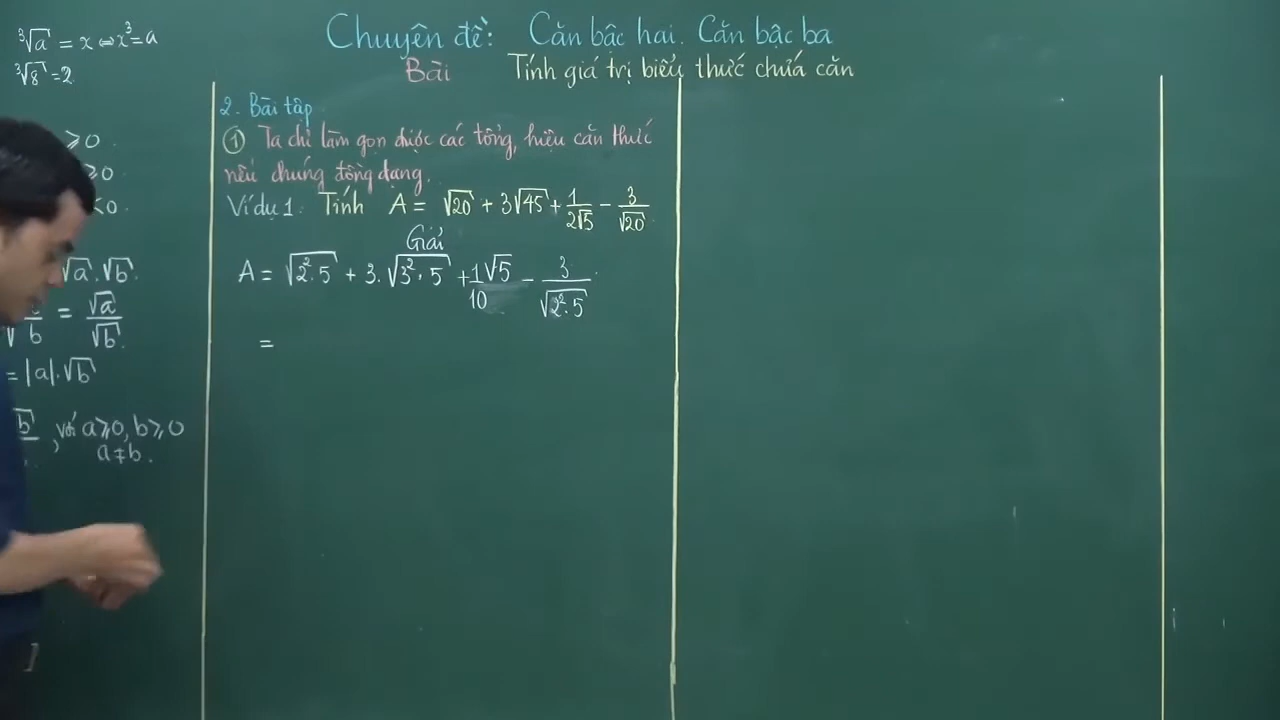 Chuyên đề: Căn bậc hai. Căn bậc ba
Bài Tính giá trị biểu thức chứa căn
∛a = x ⇔ x³ = a
∛8 = 2
≥ 0
≥ 0
< 0
√a . √b
b = √a / √b
= |a| . √b
b , với a ≥ 0, b ≥ 0
a ≠ b.
2. Bài tập
① Ta chỉ làm gọn được các tổng, hiệu căn thức
nếu chúng đồng dạng.
Ví dụ 1: Tính A = √20 + 3√45 + 1/2√5 − 3/√20
Giải
A = √2².5 + 3.√3².5 + 1√5/10 − 3/√2².5
=